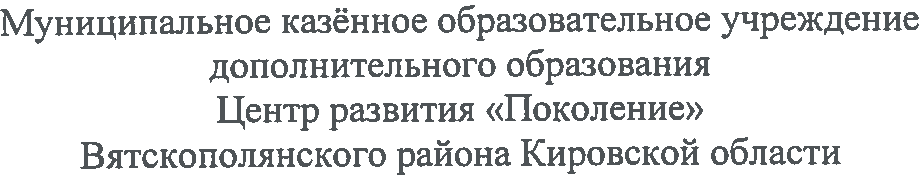 Муниципальное казённое образовательное учреждение
дополнительного образования
Центр развития «Поколение»
Вятскополянского района Кировской области